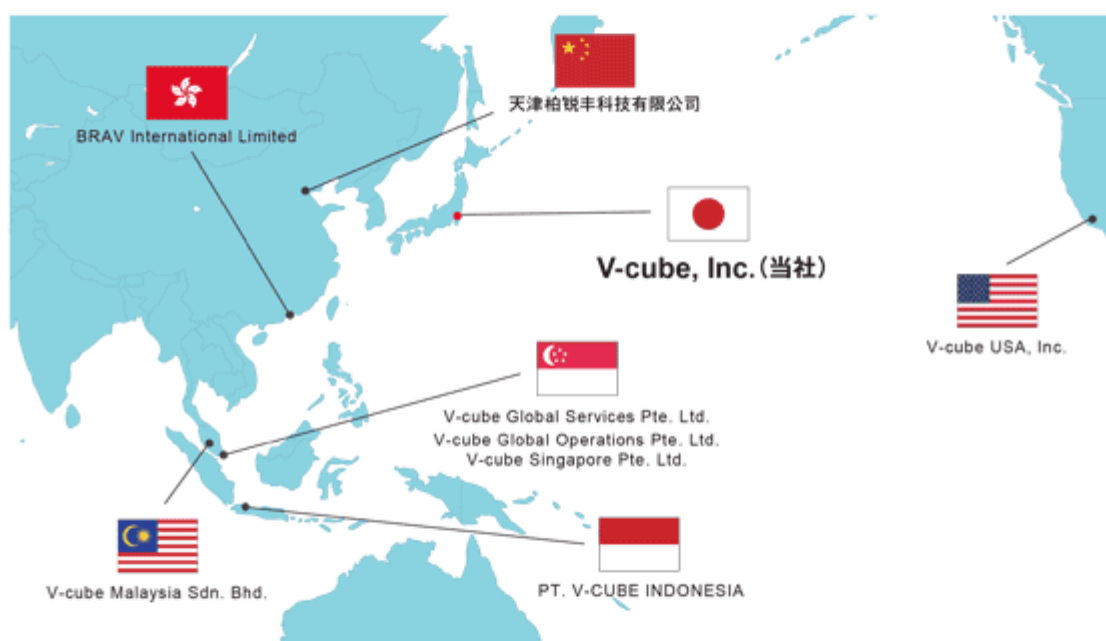 天津柏锐丰科技有限公司
BRAV International Limited
V-cube, Inc.(当社)
V-cube USA, Inc.
V-cube Global Services Pte. Ltd.
V-cube Global Operations Pte. Ltd.
V-cube Singapore Pte. Ltd.
V-cube Malaysia Sdn. Bhd.
PT. V-CUBE INDONESIA